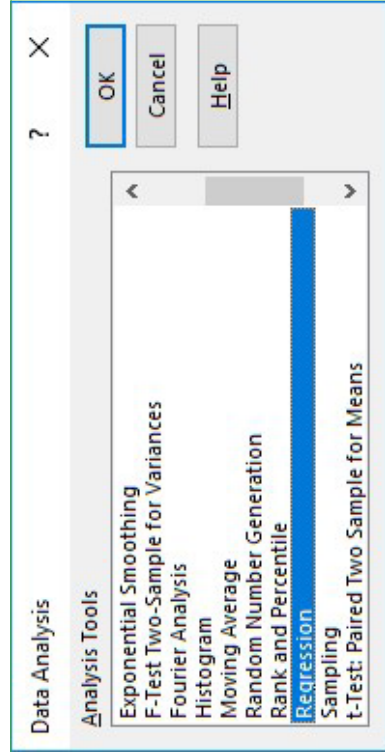 Data Analysis ? ×
Analysis Tools
Exponential Smoothing
F-Test Two-Sample for Variances
Fourier Analysis
Histogram
Moving Average
Random Number Generation
Rank and Percentile
Regression
Sampling
t-Test: Paired Two Sample for Means
OK
Cancel
Help